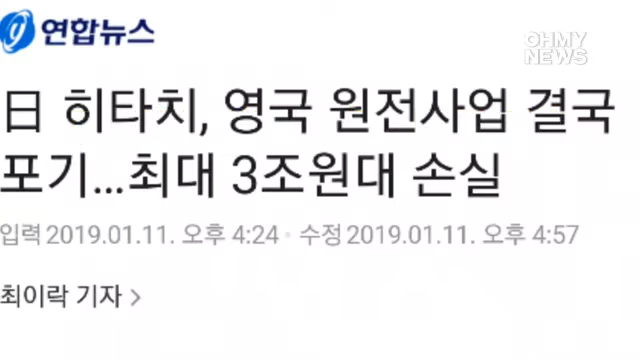 연합뉴스
OHMY
NEWS
日 히타치, 영국 원전사업 결국
포기...최대 3조원대 손실
입력 2019.01.11. 오후 4:24 · 수정 2019.01.11. 오후 4:57
최이락 기자 >